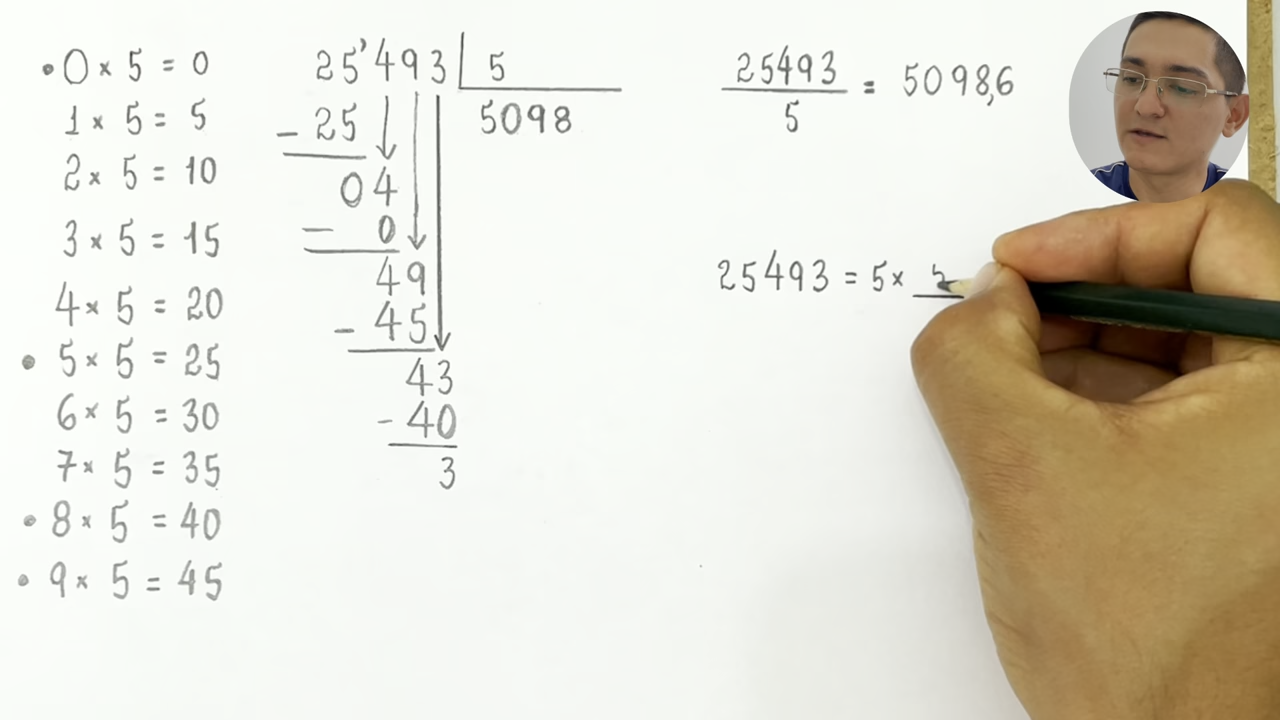 0 × 5 = 0
1 × 5 = 5
2 × 5 = 10
3 × 5 = 15
4 × 5 = 20
5 × 5 = 25
6 × 5 = 30
7 × 5 = 35
8 × 5 = 40
9 × 5 = 45
25'493 | 5
- 25 5098
04
- 0
49
- 45
43
- 40
3
25493
5
= 5098,6
25493 = 5 ×